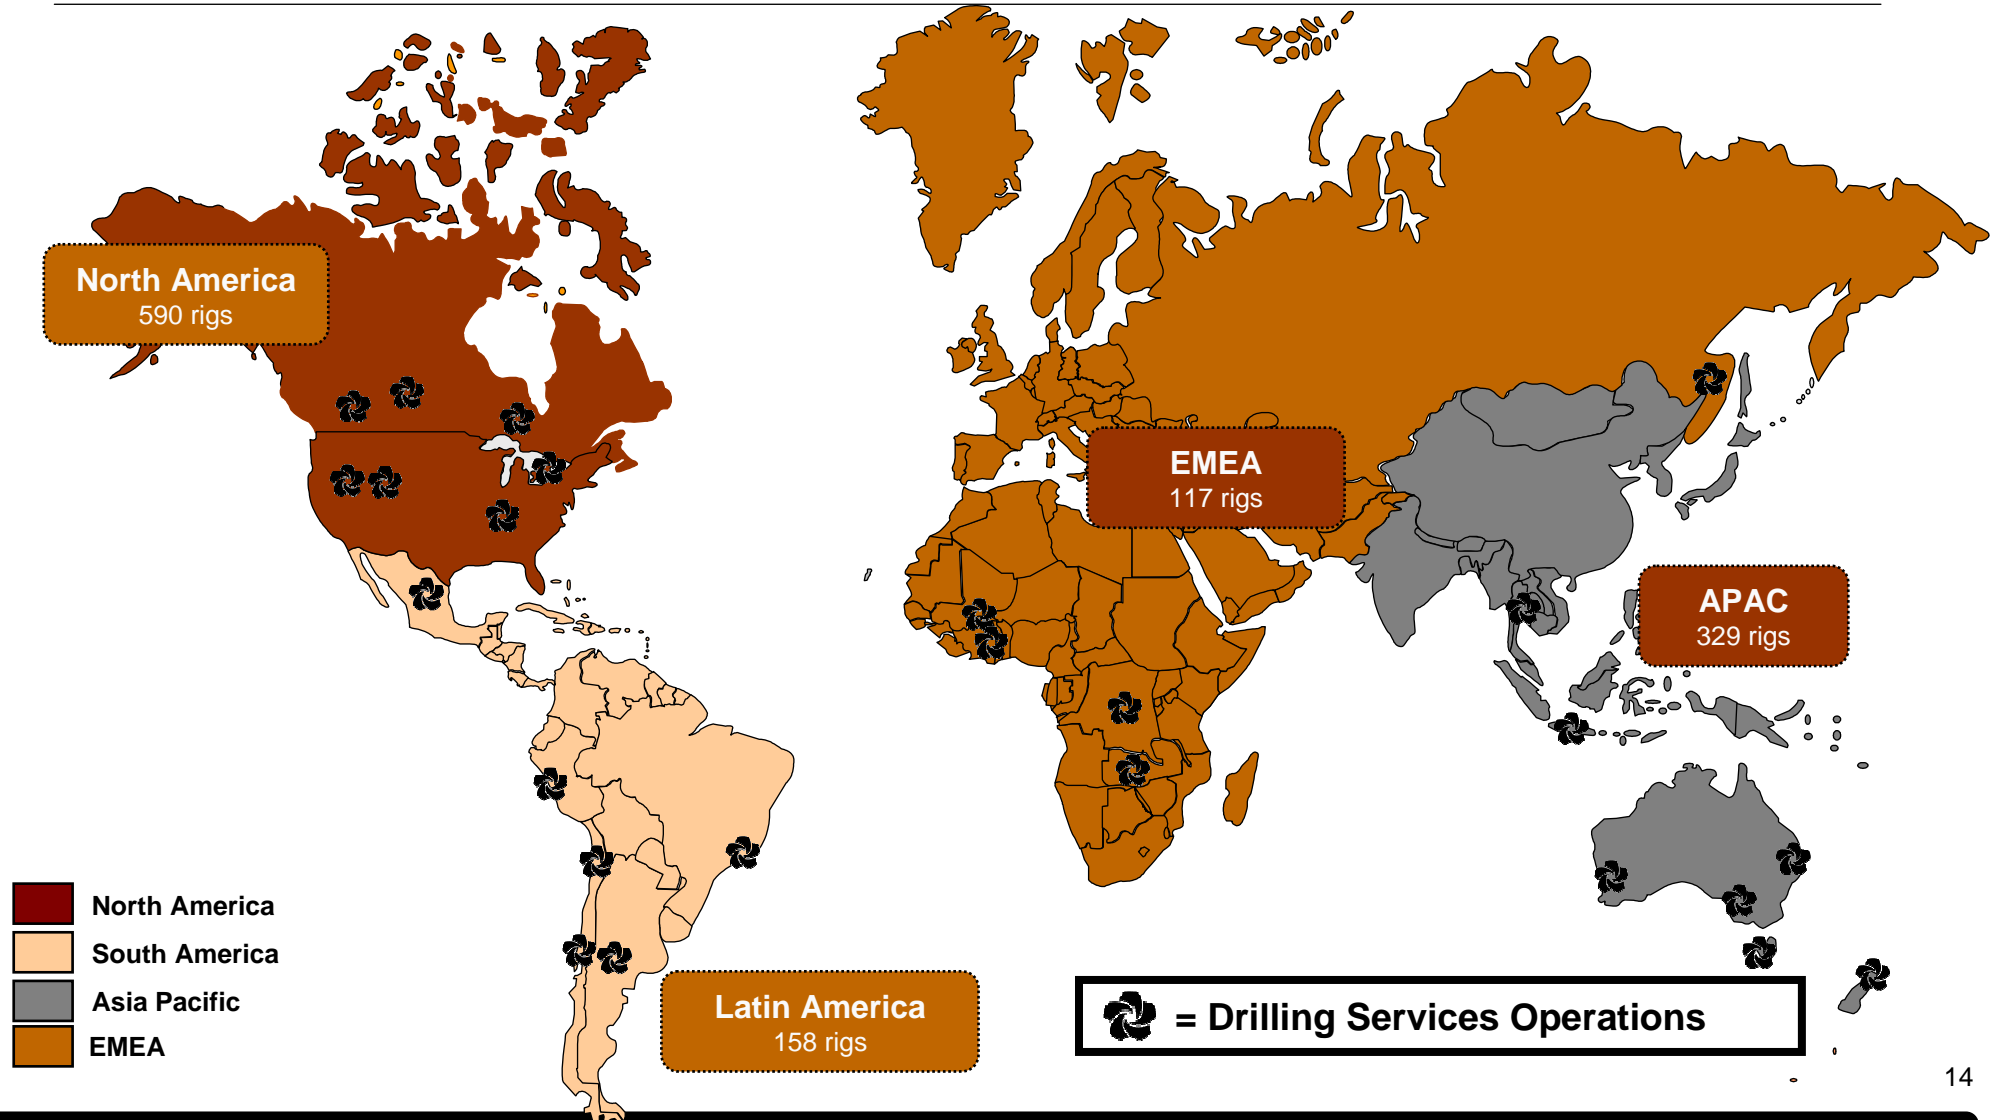 North America
590 rigs
EMEA
117 rigs
APAC
329 rigs
Latin America
158 rigs
North America
South America
Asia Pacific
EMEA
= Drilling Services Operations
14